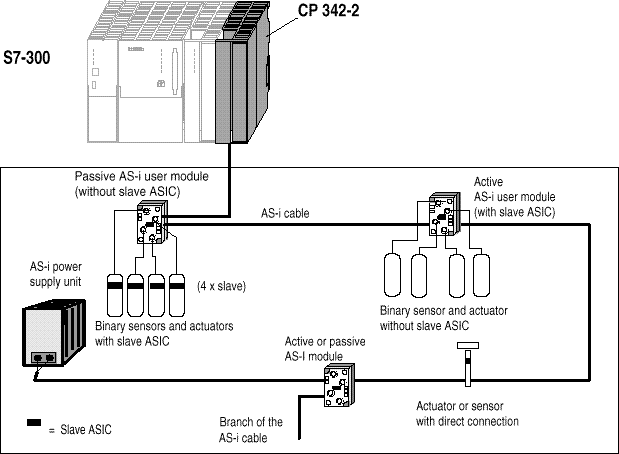 CP 342-2
S7-300
Passive AS-i user module
(without slave ASIC)
Active
AS-i user module
(with slave ASIC)
AS-i cable
AS-i power
supply unit
(4 x slave)
Binary sensors and actuators
with slave ASIC
Binary sensor and actuator
without slave ASIC
Active or passive
AS-I module
Actuator or sensor
with direct connection
Branch of the
AS-i cable
= Slave ASIC